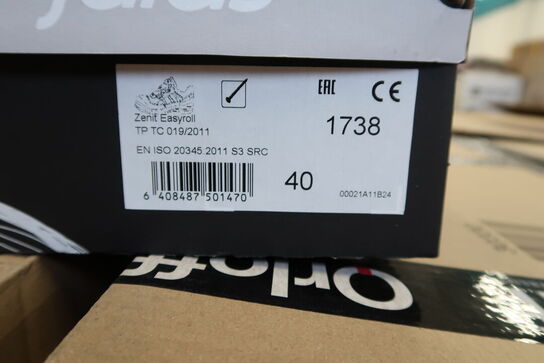 jalas
Zenit Easyroll
TP TC 019/2011
EAC CE
1738
EN ISO 20345:2011 S3 SRC
6 408487 501470
40
00021A11B24